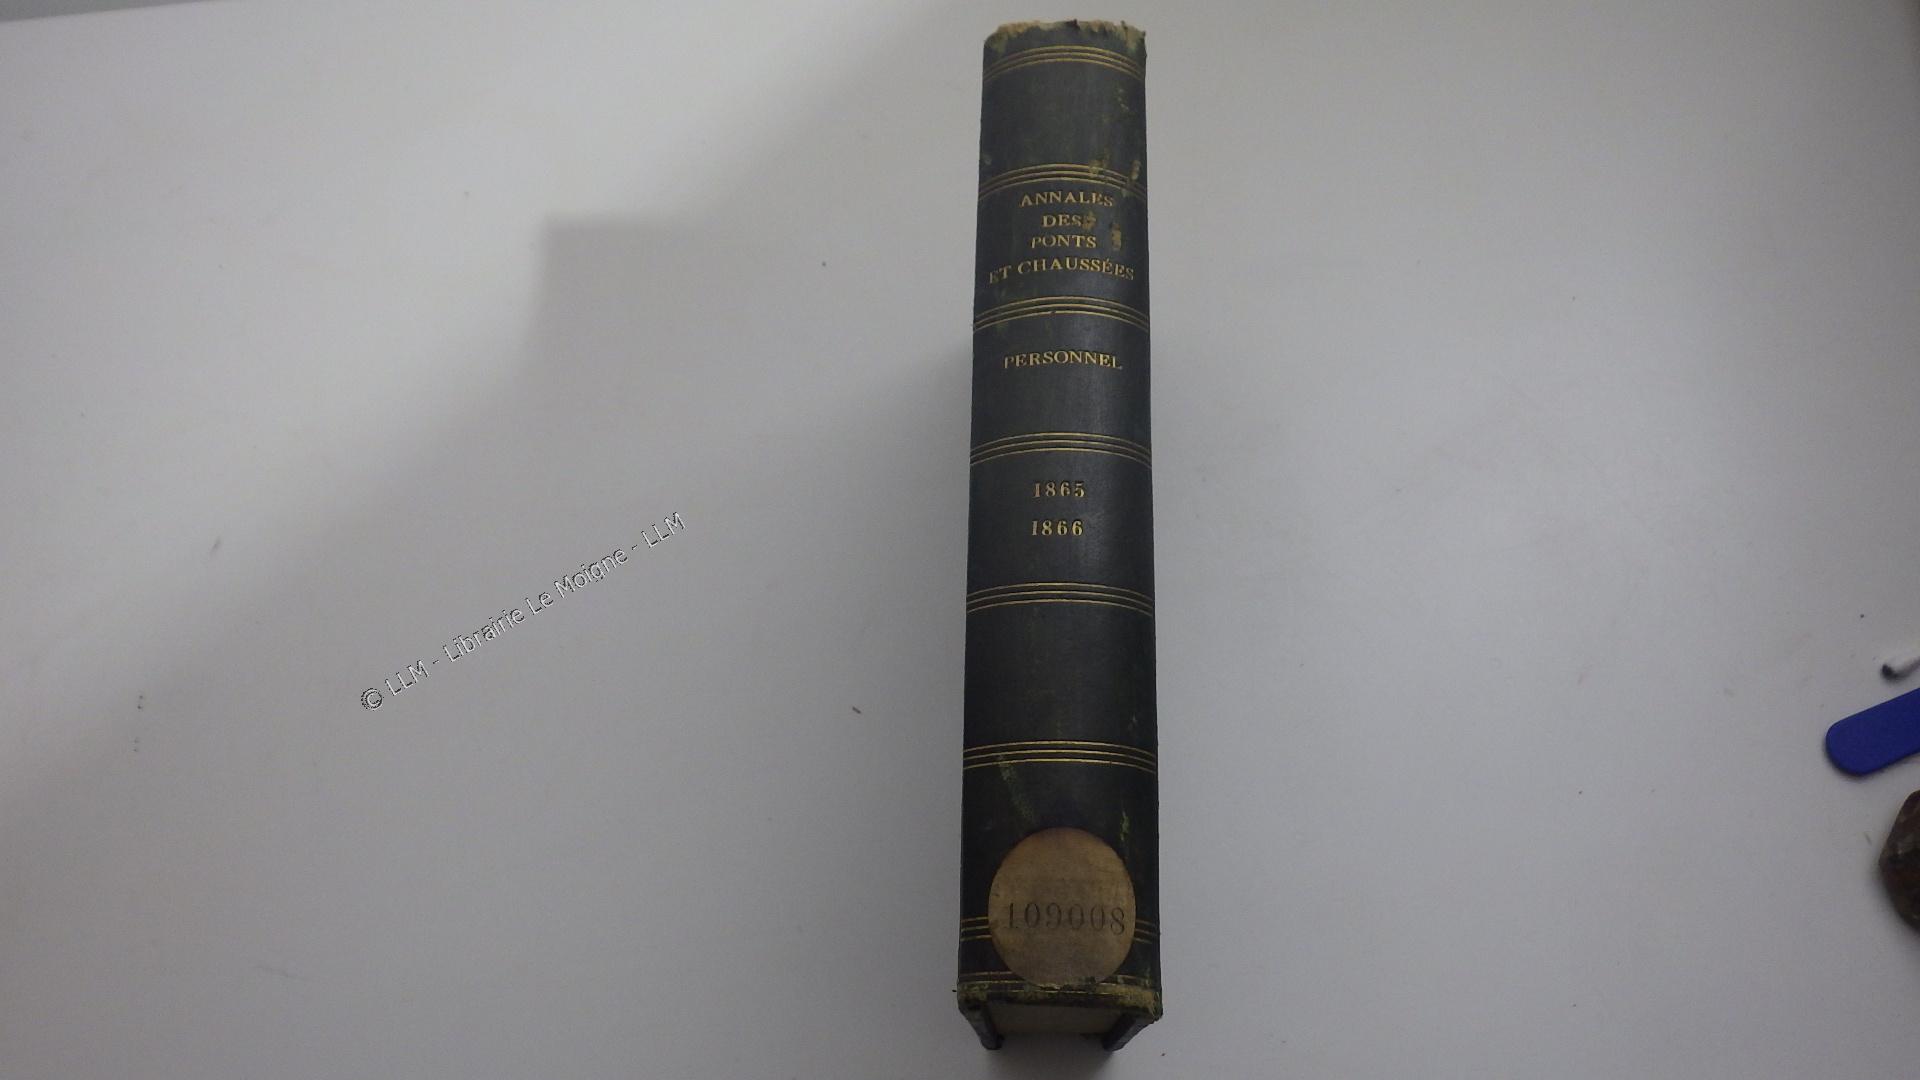 ANNALES
DES
PONTS
ET CHAUSSÉES
PERSONNEL
1865
1866
109008
© LLM - Librairie Le Moigne - LLM